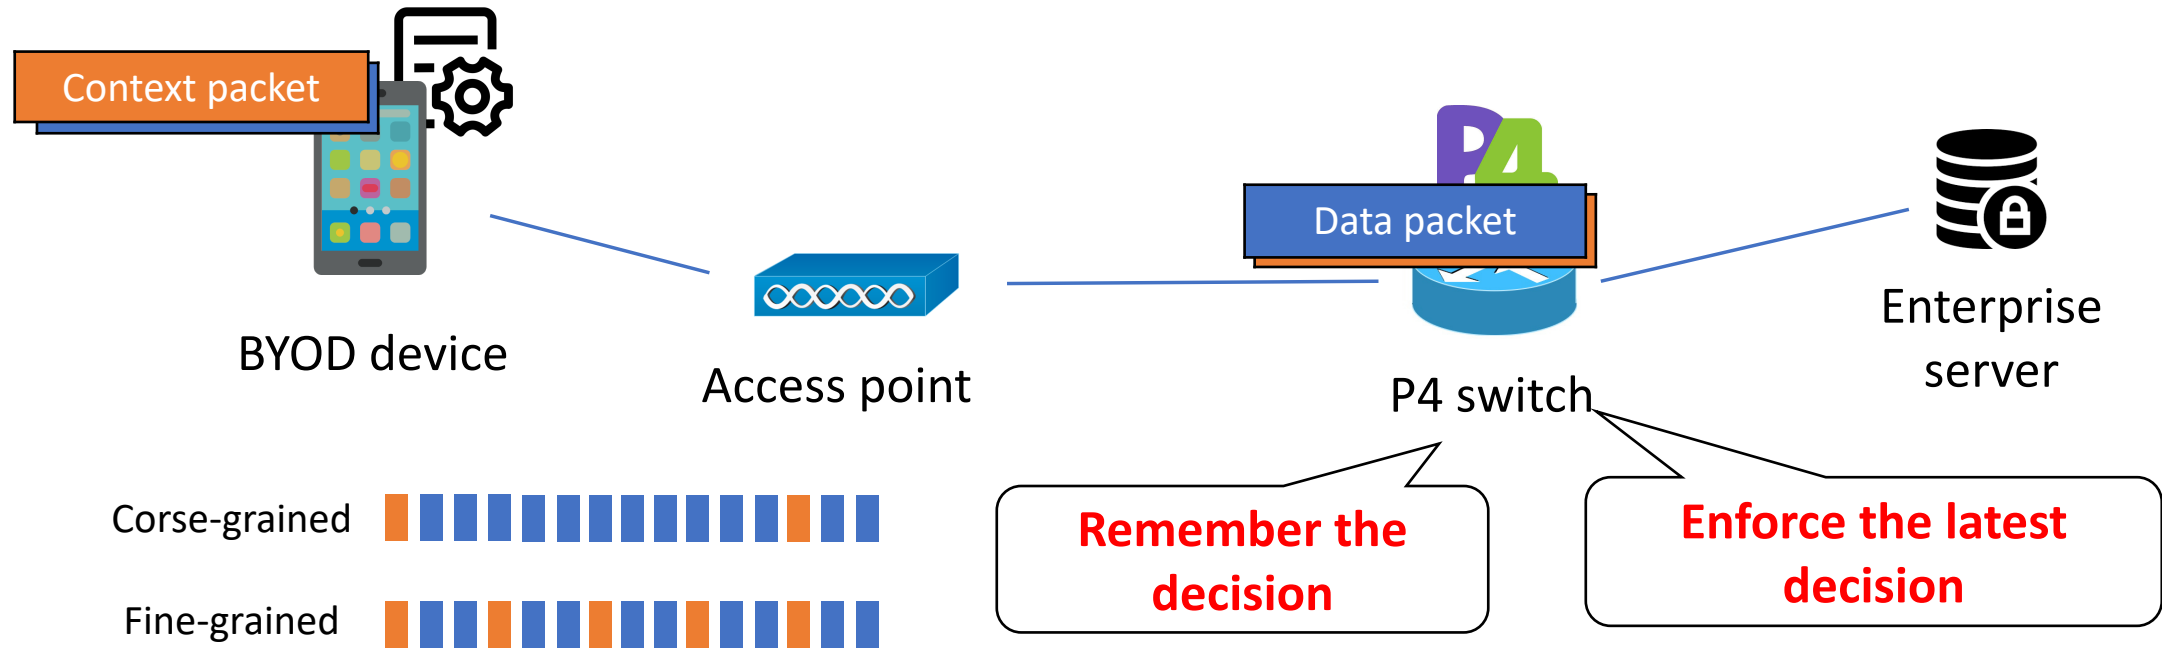 Context packet
P4
Data packet
BYOD device
Access point
P4 switch
Enterprise
server
Corse-grained
Fine-grained
Remember the
decision
Enforce the latest
decision